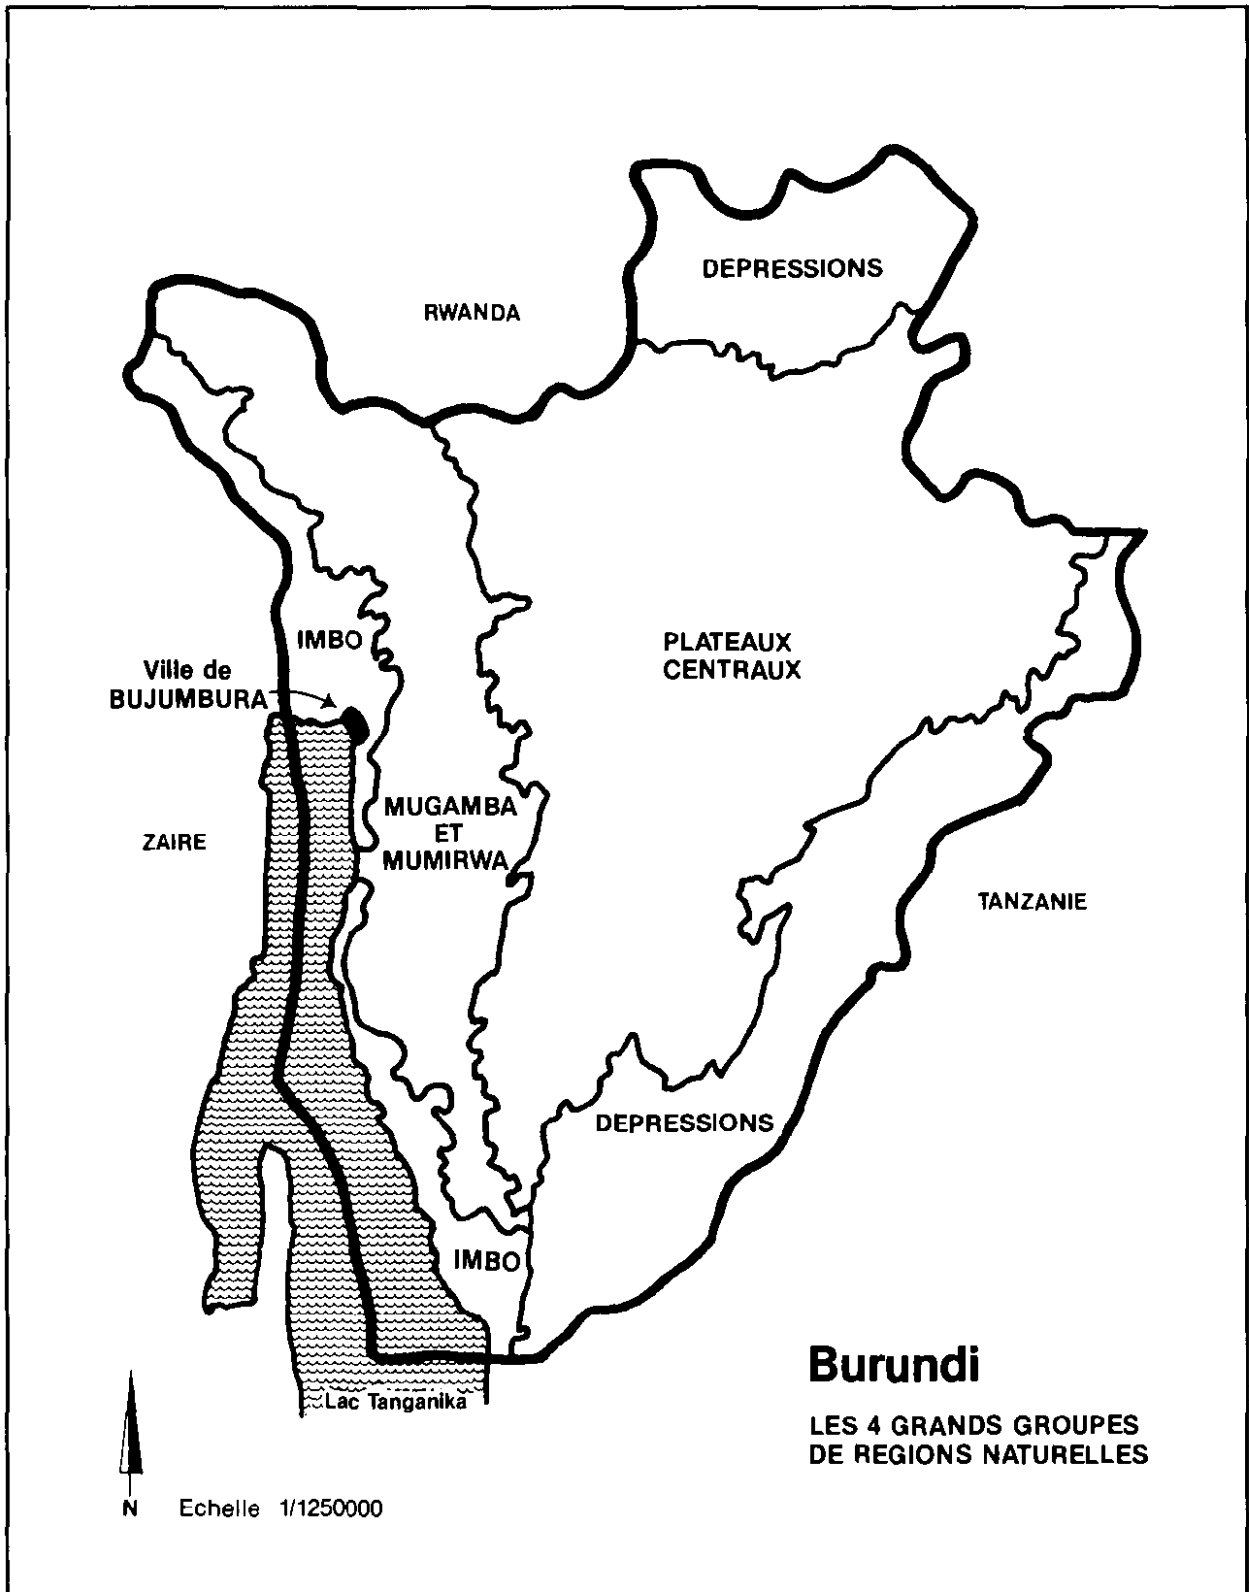 DEPRESSIONS
RWANDA
IMBO
Ville de
BUJUMBURA
PLATEAUX
CENTRAUX
MUGAMBA
ET
MUMIRWA
ZAIRE
TANZANIE
DEPRESSIONS
IMBO
Burundi
Lac Tanganika
LES 4 GRANDS GROUPES
DE REGIONS NATURELLES
N
Echelle 1/1250000